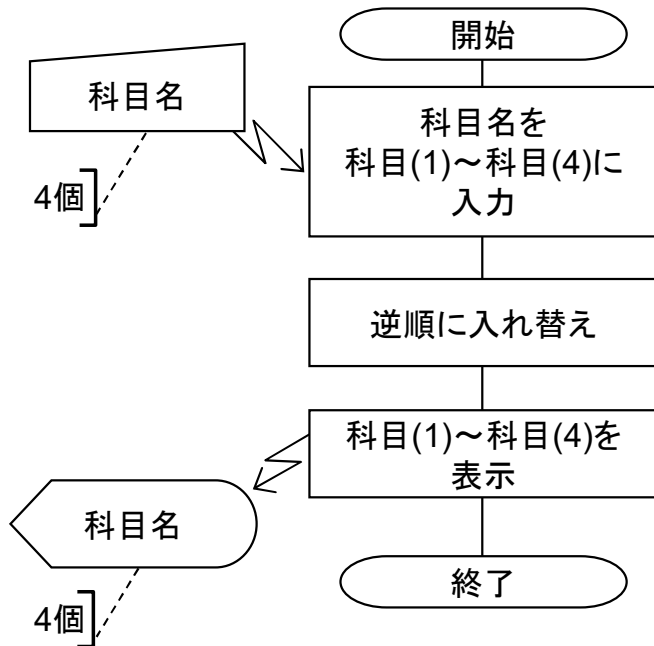 開始
科目名
科目名を
科目(1)～科目(4)に
入力
4個
逆順に入れ替え
科目(1)～科目(4)を
表示
科目名
終了
4個